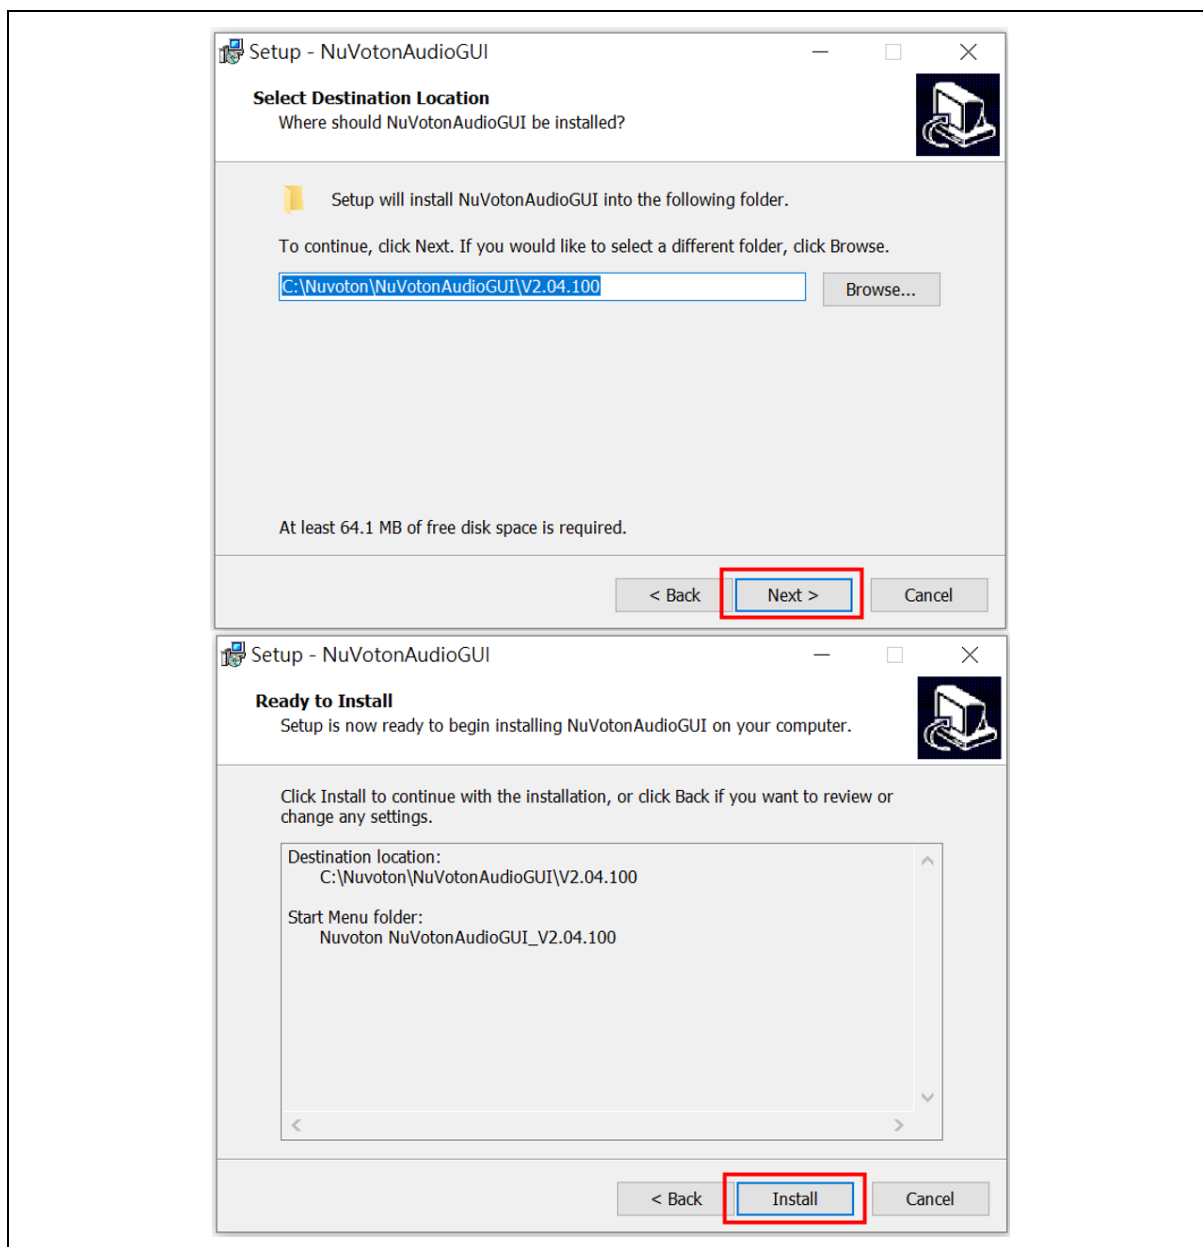 Setup - NuVotonAudioGUI
Select Destination Location
Where should NuVotonAudioGUI be installed?
Setup will install NuVotonAudioGUI into the following folder.
To continue, click Next. If you would like to select a different folder, click Browse.
C:\Nuvoton\NuVotonAudioGUI\V2.04.100
Browse...
At least 64.1 MB of free disk space is required.
< Back
Next >
Cancel
Setup - NuVotonAudioGUI
Ready to Install
Setup is now ready to begin installing NuVotonAudioGUI on your computer.
Click Install to continue with the installation, or click Back if you want to review or
change any settings.
Destination location:
C:\Nuvoton\NuVotonAudioGUI\V2.04.100
Start Menu folder:
Nuvoton NuVotonAudioGUI_V2.04.100
< Back
Install
Cancel